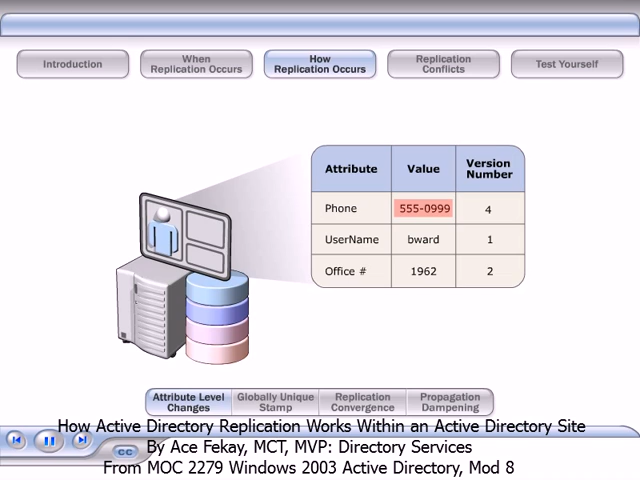 Introduction
When
Replication Occurs
How
Replication Occurs
Replication
Conflicts
Test Yourself
Attribute Value Version Number
Phone 555-0999 4
UserName bward 1
Office # 1962 2
Attribute Level
Changes
Globally Unique
Stamp
Replication
Convergence
Propagation
Dampening
CC
How Active Directory Replication Works Within an Active Directory Site
By Ace Fekay, MCT, MVP: Directory Services
From MOC 2279 Windows 2003 Active Directory, Mod 8